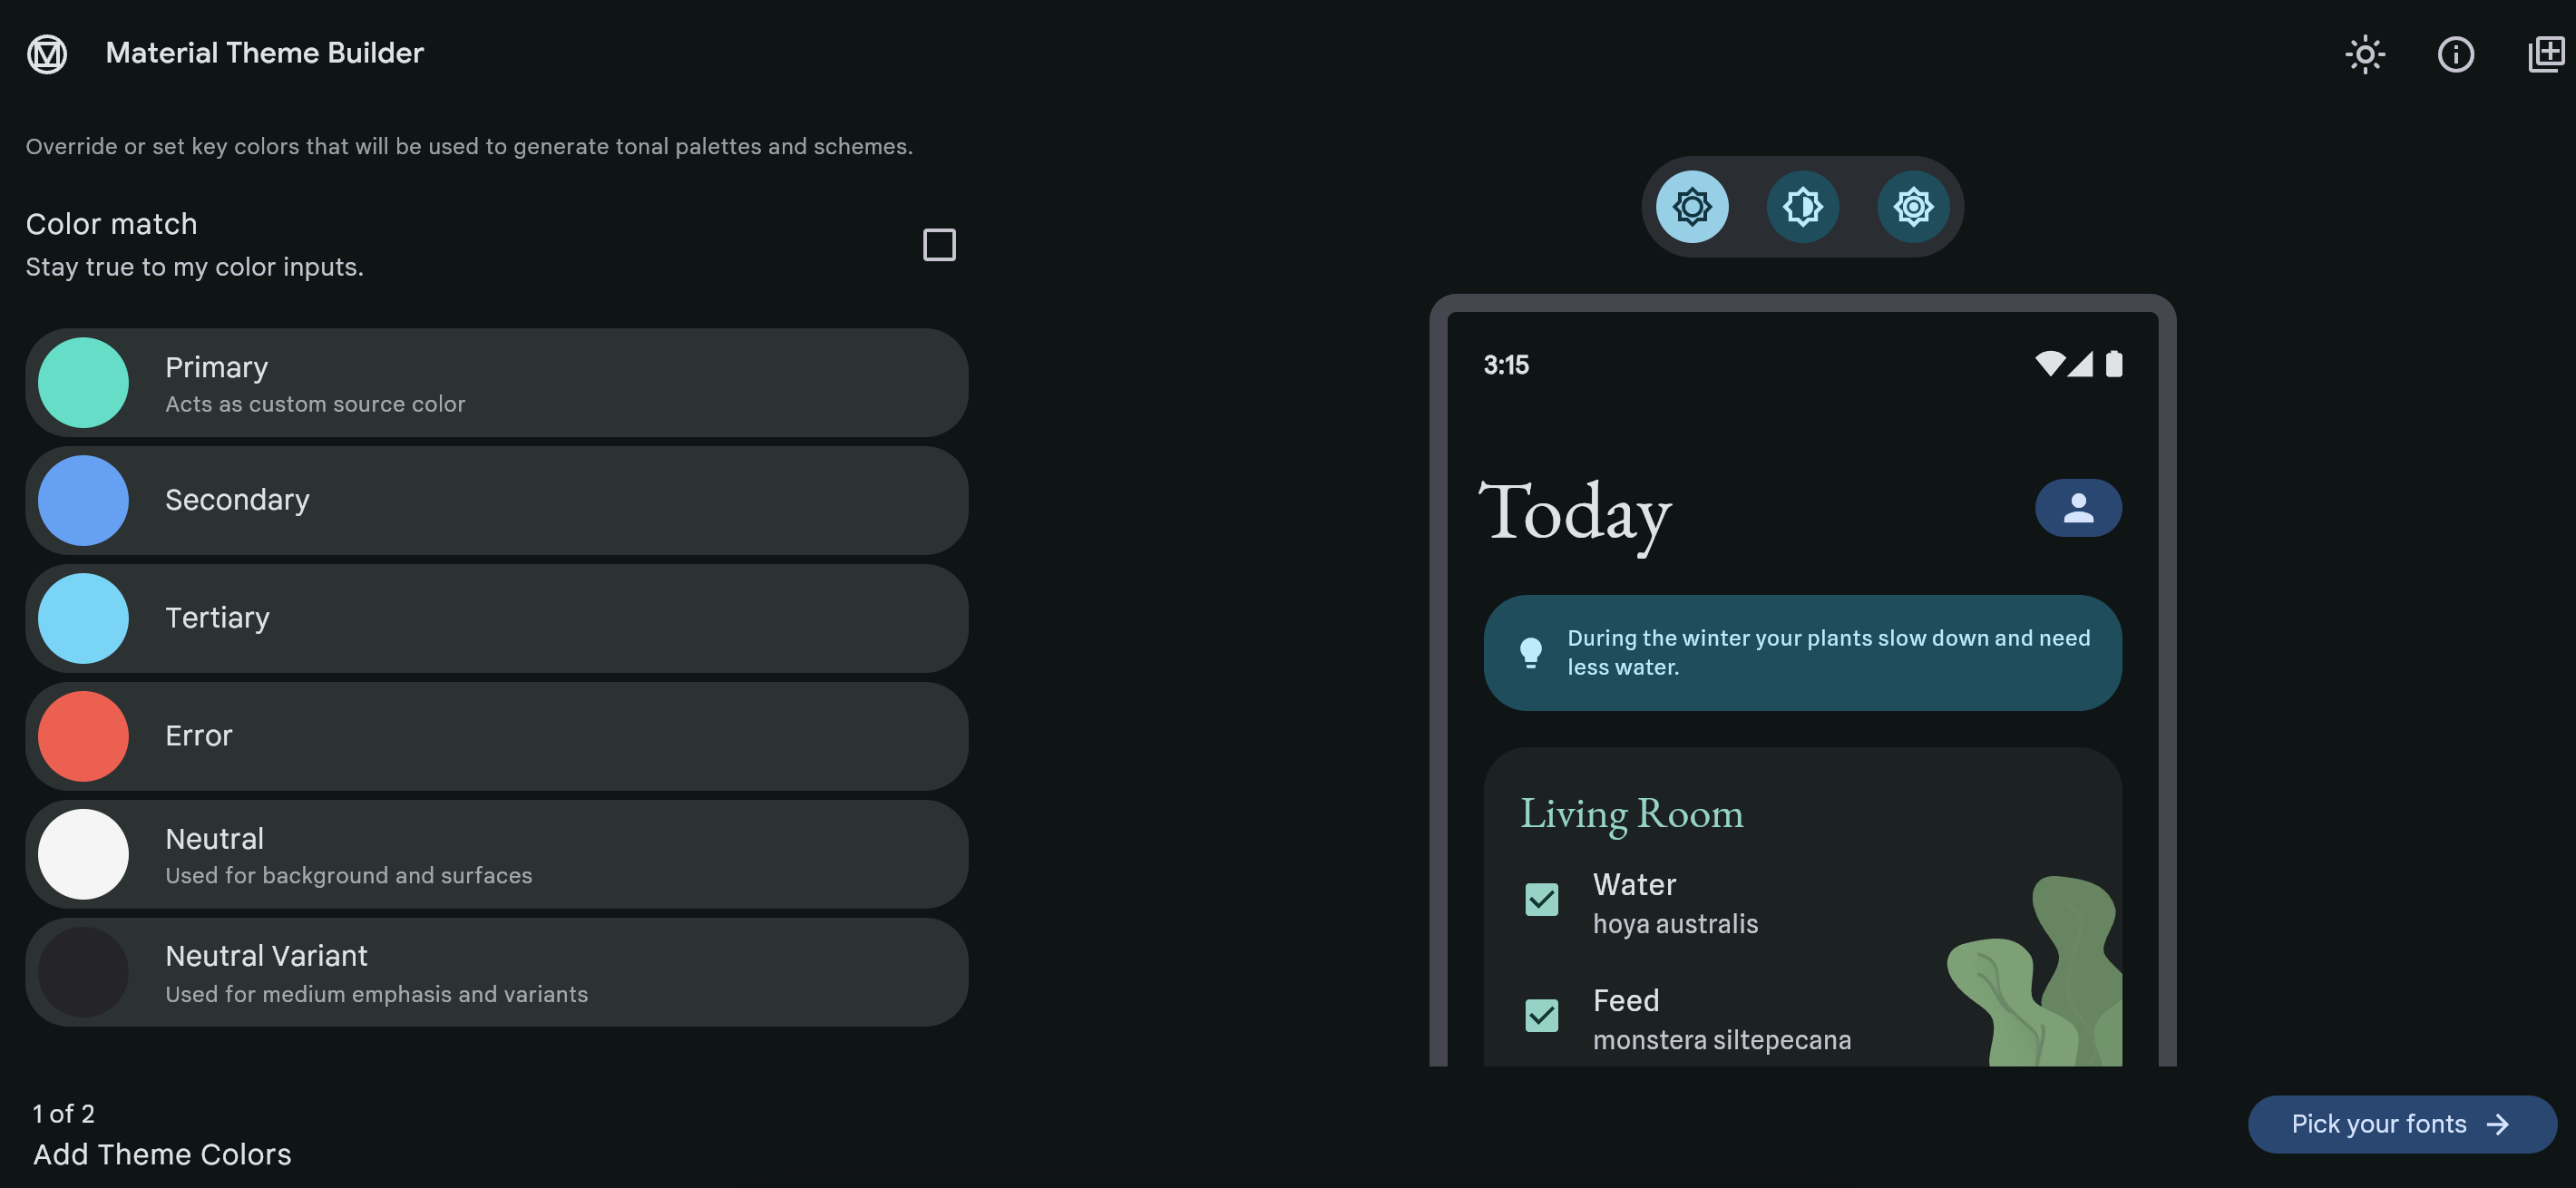 Material Theme Builder
Override or set key colors that will be used to generate tonal palettes and schemes.
Color match
Stay true to my color inputs.
Primary
Acts as custom source color
Secondary
Tertiary
Error
Neutral
Used for background and surfaces
Neutral Variant
Used for medium emphasis and variants
1 of 2
Add Theme Colors
3:15
Today
During the winter your plants slow down and need
less water.
Living Room
Water
hoya australis
Feed
monstera siltepecana
Pick your fonts